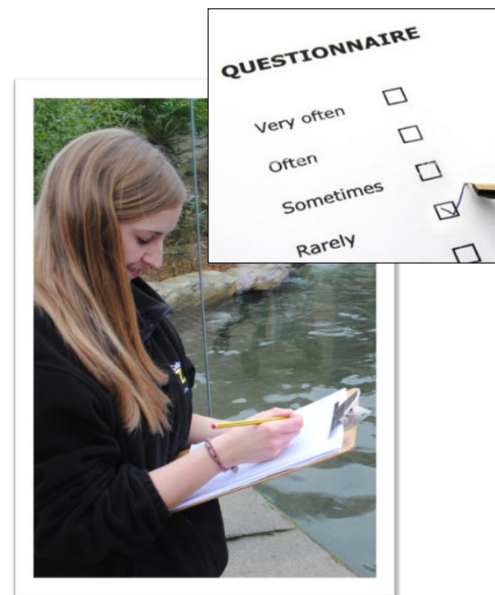 QUESTIONNAIRE
Very often
Often
Sometimes
Rarely